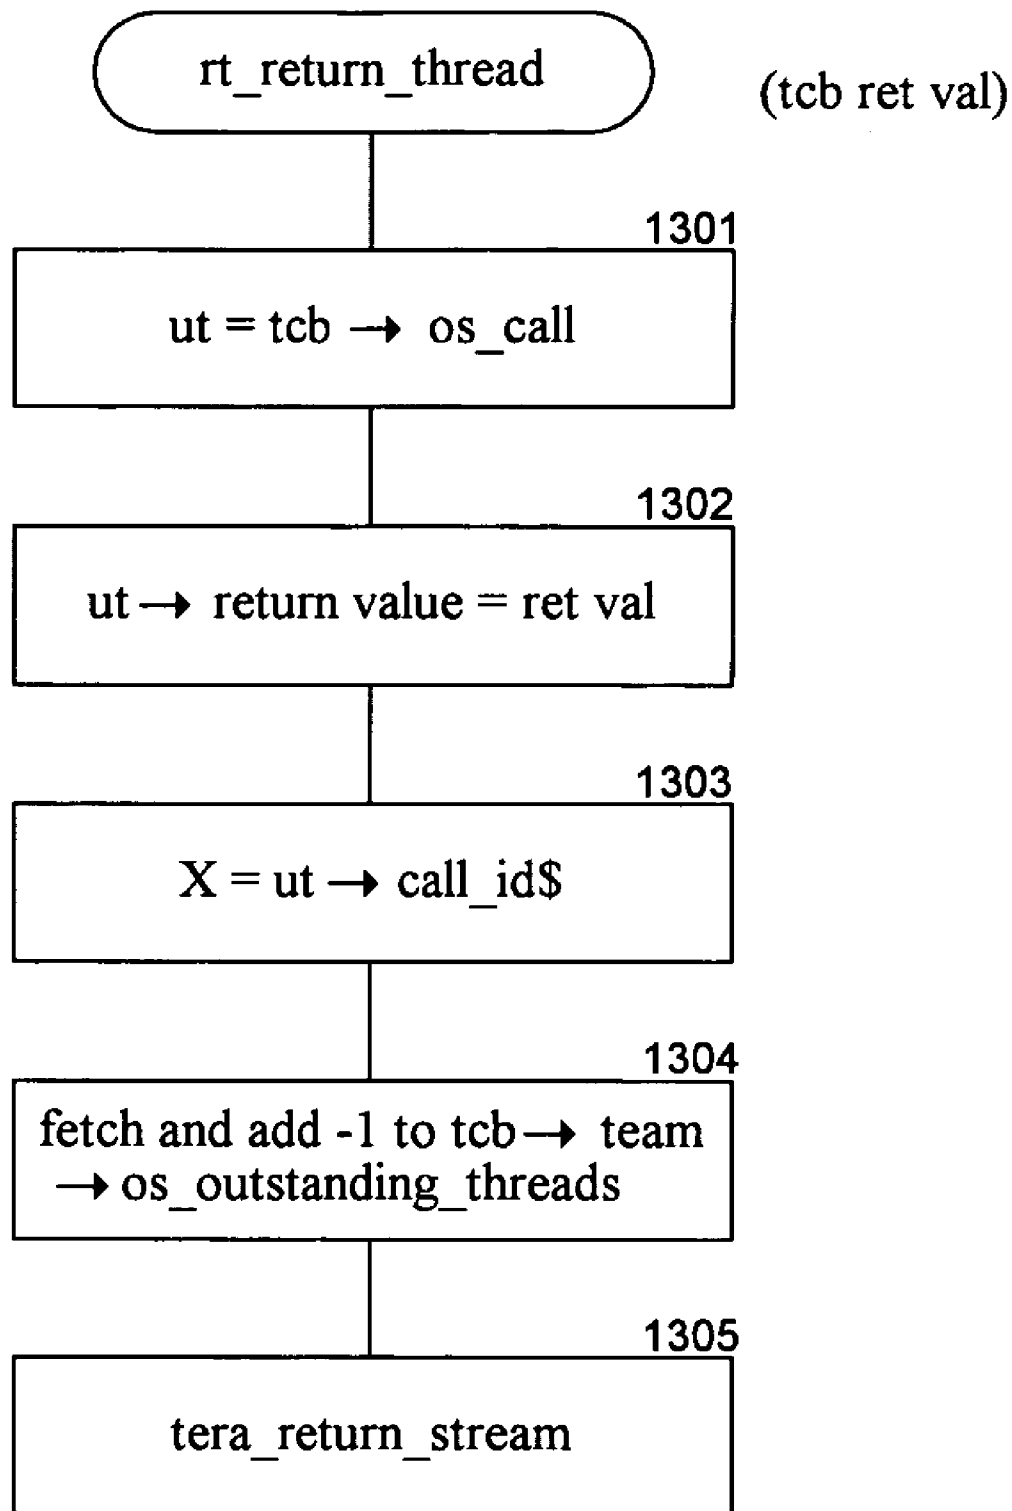 rt_return_thread
(tcb ret val)
1301
ut = tcb → os_call
1302
ut → return value = ret val
1303
X = ut → call_id$
1304
fetch and add -1 to tcb → team
→ os_outstanding_threads
1305
tera_return_stream